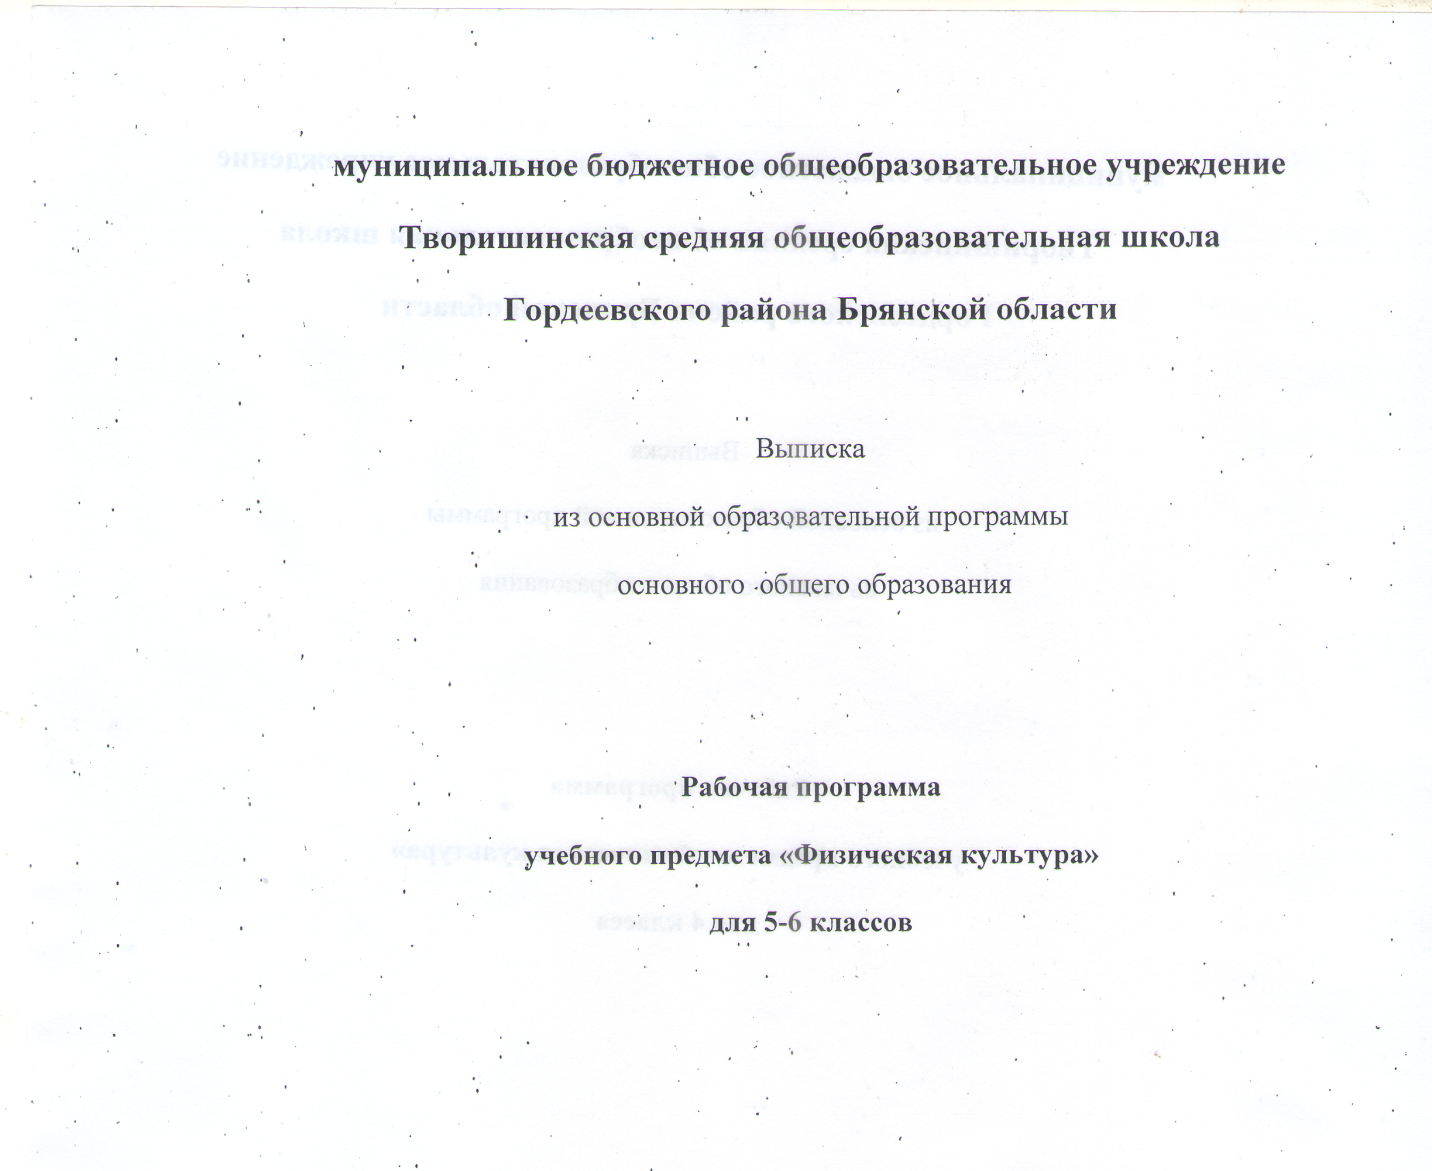 муниципальное бюджетное общеобразовательное учреждение
Творишинская средняя общеобразовательная школа
Гордеевского района Брянской области
Выписка
из основной образовательной программы
основного общего образования
Рабочая программа
учебного предмета «Физическая культура»
для 5-6 классов